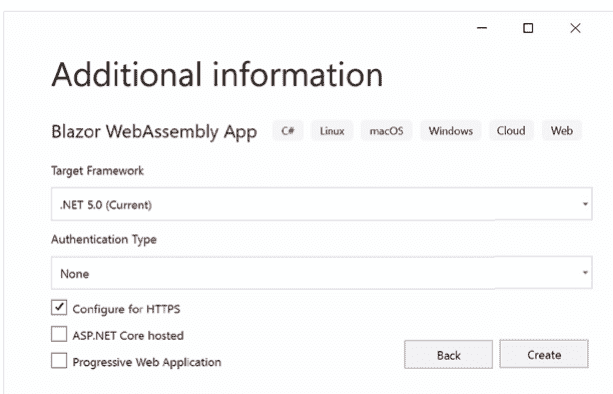 Additional information
Blazor WebAssembly App C# Linux macOS Windows Cloud Web
Target Framework
.NET 5.0 (Current)
Authentication Type
None
Configure for HTTPS
ASP.NET Core hosted
Progressive Web Application
Back Create